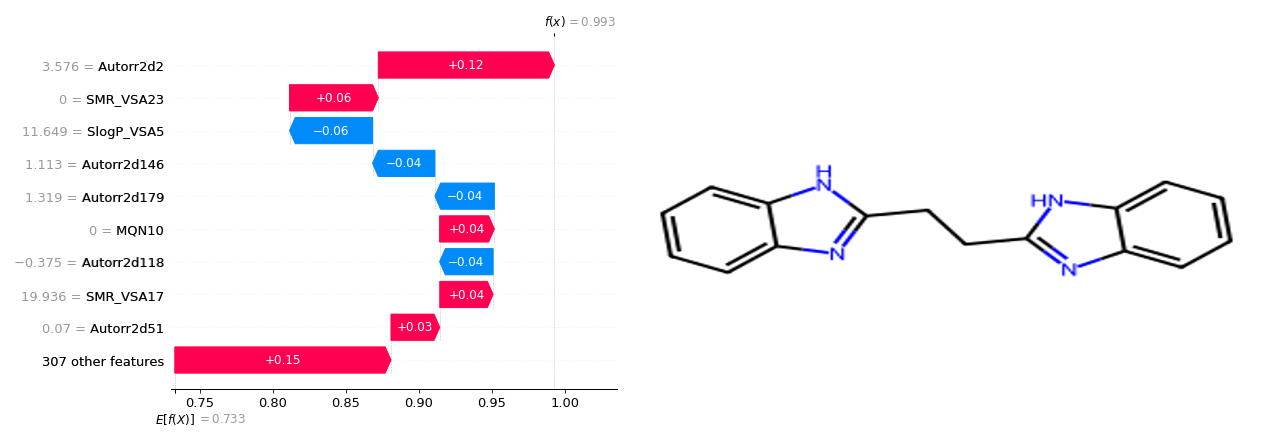 f(x) = 0.993
3.576 = Autorr2d2
+0.12
0 = SMR_VSA23
+0.06
11.649 = SlogP_VSA5
−0.06
1.113 = Autorr2d146
−0.04
1.319 = Autorr2d179
−0.04
0 = MQN10
+0.04
−0.375 = Autorr2d118
−0.04
19.936 = SMR_VSA17
+0.04
0.07 = Autorr2d51
+0.03
307 other features
+0.15
0.75 0.80 0.85 0.90 0.95 1.00
E[f(X)] = 0.733
H
N
N
HN
N